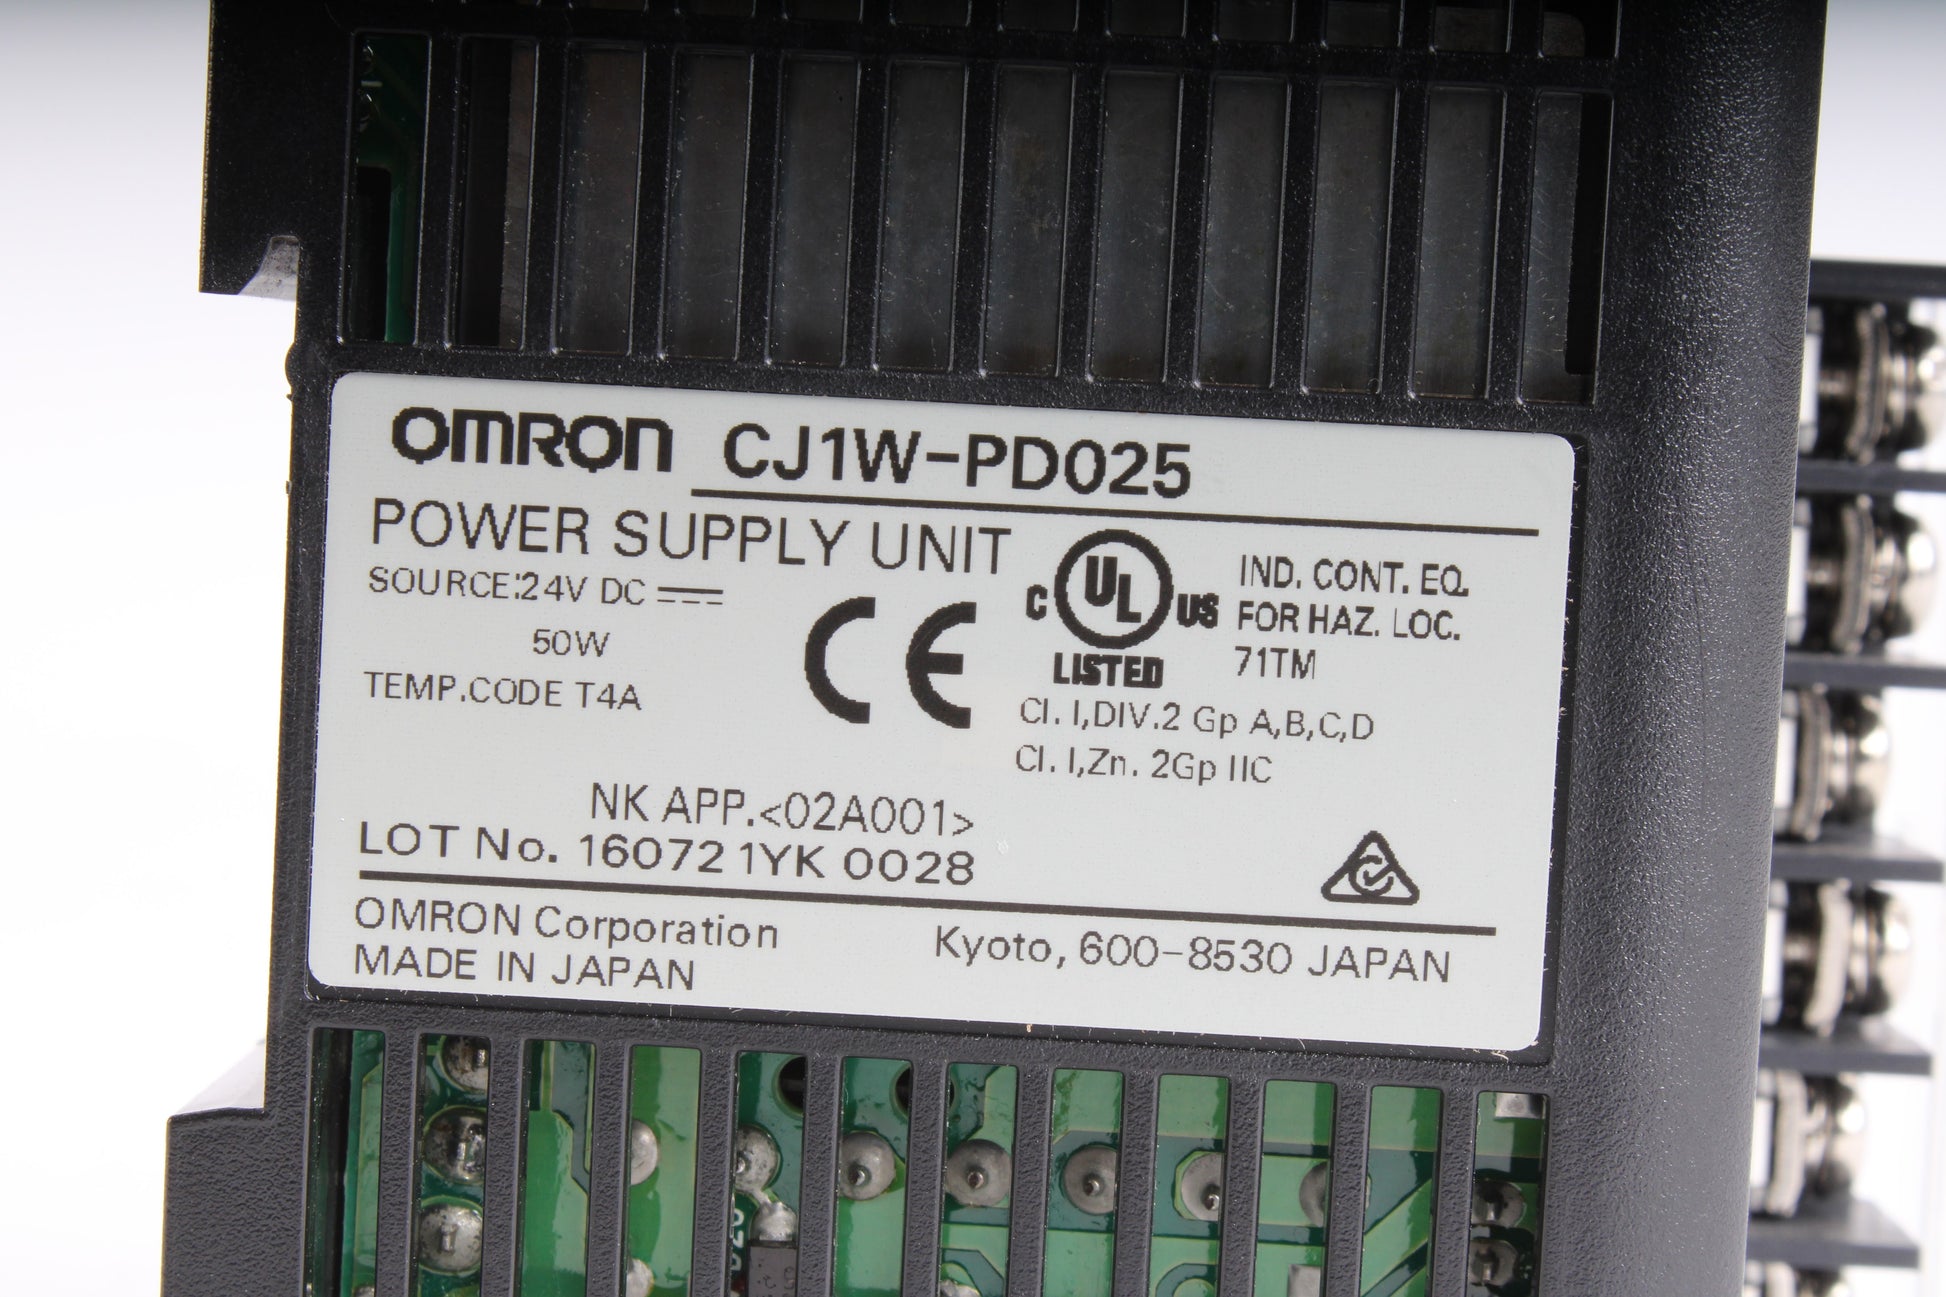 OMRON CJ1W-PD025
POWER SUPPLY UNIT
SOURCE:24V DC
50W
TEMP.CODE T4A
CE
C UL US
LISTED
IND. CONT. EQ.
FOR HAZ. LOC.
71TM
Cl. I,DIV.2 Gp A,B,C,D
Cl. I,Zn. 2Gp IIC
NK APP.<02A001>
LOT No. 160721YK 0028
OMRON Corporation
MADE IN JAPAN
Kyoto, 600-8530 JAPAN